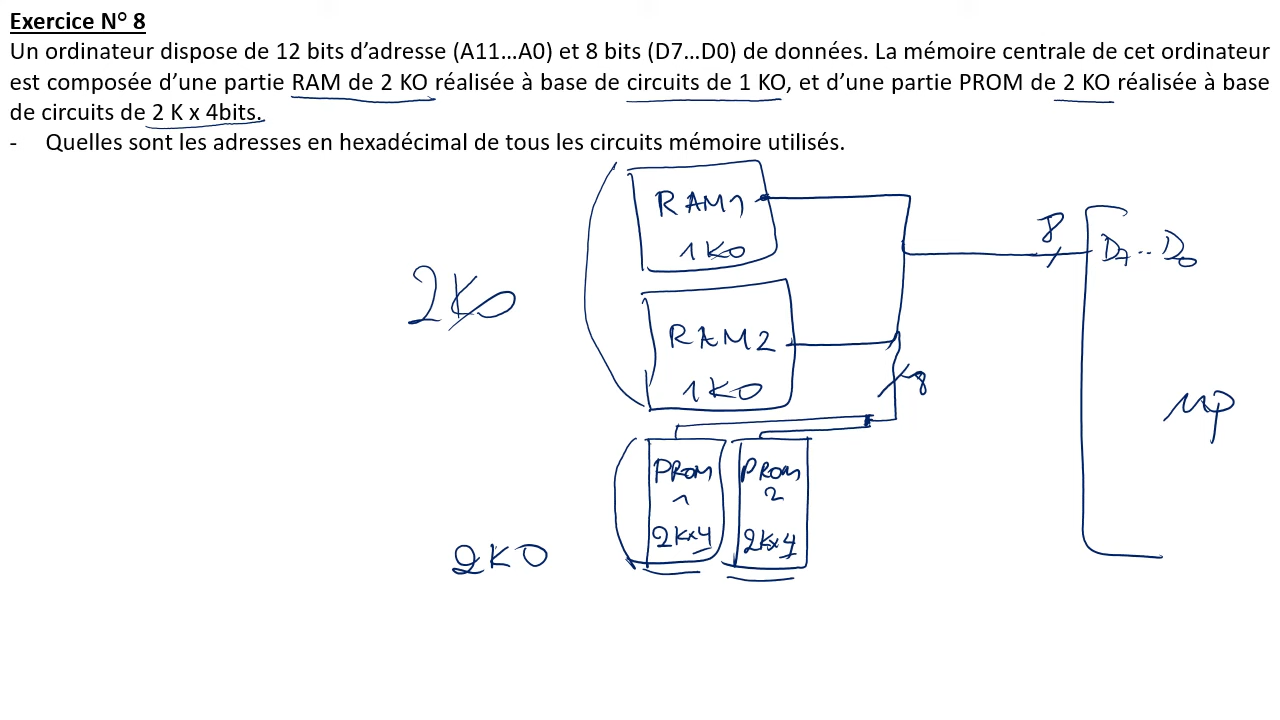 Exercice N° 8
Un ordinateur dispose de 12 bits d’adresse (A11…A0) et 8 bits (D7…D0) de données. La mémoire centrale de cet ordinateur
est composée d’une partie RAM de 2 KO réalisée à base de circuits de 1 KO, et d’une partie PROM de 2 KO réalisée à base
de circuits de 2 K x 4bits.
- Quelles sont les adresses en hexadécimal de tous les circuits mémoire utilisés.
RAM1
1KO
8
D7..D0
2KO
RAM2
1KO
8
µP
PROM
1
2Kx4
PROM
2
2Kx4
2KO